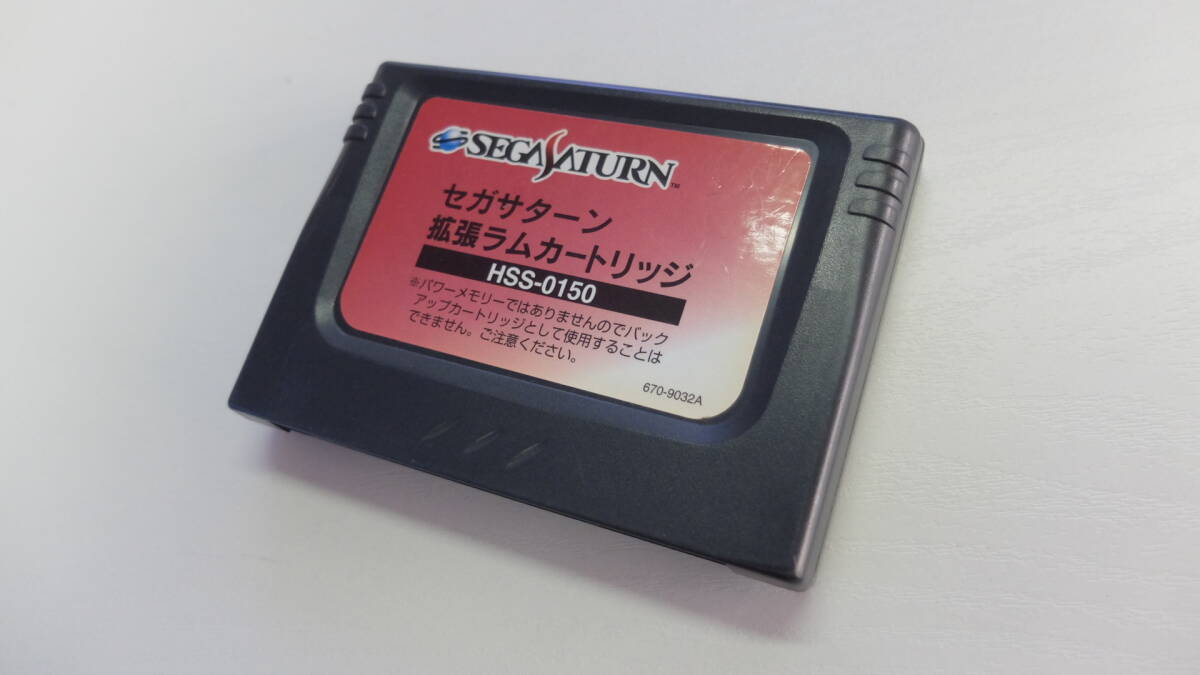 SEGA SATURN™
セガサターン
拡張ラムカートリッジ
HSS-0150
※パワーメモリーではありませんのでバック
アップカートリッジとして使用することは
できません。ご注意ください。
670-9032A